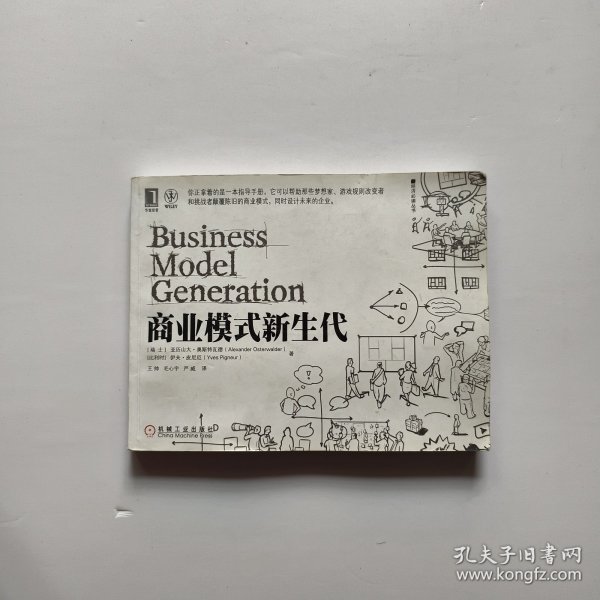 你正拿着的是一本指导手册。它可以帮助那些梦想家、游戏规则改变者
和挑战者颠覆陈旧的商业模式，同时设计未来的企业。
WILEY
Business
Model
Generation
商业模式新生代
[瑞士] 亚历山大·奥斯特瓦德 (Alexander Osterwalder)
[比利时] 伊夫·皮尼厄 (Yves Pigneur)
著
王帅 毛心宇 严威 译
机械工业出版社
China Machine Press
孔夫子旧书网
www.kongfz.com